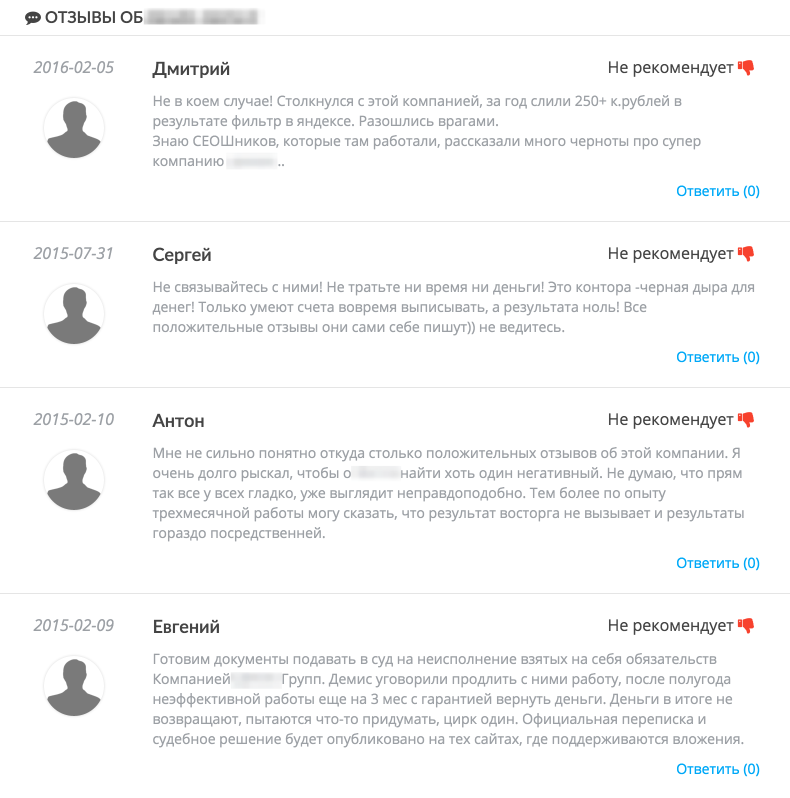 ОТЗЫВЫ ОБ
2016-02-05
Дмитрий
Не рекомендует
Не в коем случае! Столкнулся с этой компанией, за год слили 250+ к.рублей в
результате фильтр в яндексе. Разошлись врагами.
Знаю СЕОШников, которые там работали, рассказали много черноты про супер
компанию ..
Ответить (0)
2015-07-31
Сергей
Не рекомендует
Не связывайтесь с ними! Не тратьте ни время ни деньги! Это контора -черная дыра для
денег! Только умеют счета вовремя выписывать, а результата ноль! Все
положительные отзывы они сами себе пишут)) не ведитесь.
Ответить (0)
2015-02-10
Антон
Не рекомендует
Мне не сильно понятно откуда столько положительных отзывов об этой компании. Я
очень долго рыскал, чтобы о найти хоть один негативный. Не думаю, что прям
так все у всех гладко, уже выглядит неправдоподобно. Тем более по опыту
трехмесячной работы могу сказать, что результат восторга не вызывает и результаты
гораздо посредственней.
Ответить (0)
2015-02-09
Евгений
Не рекомендует
Готовим документы подавать в суд на неисполнение взятых на себя обязательств
Компанией Групп. Демис уговорили продлить с ними работу, после полугода
неэффективной работы еще на 3 мес с гарантией вернуть деньги. Деньги в итоге не
возвращают, пытаются что-то придумать, цирк один. Официальная переписка и
судебное решение будет опубликовано на тех сайтах, где поддерживаются вложения.
Ответить (0)